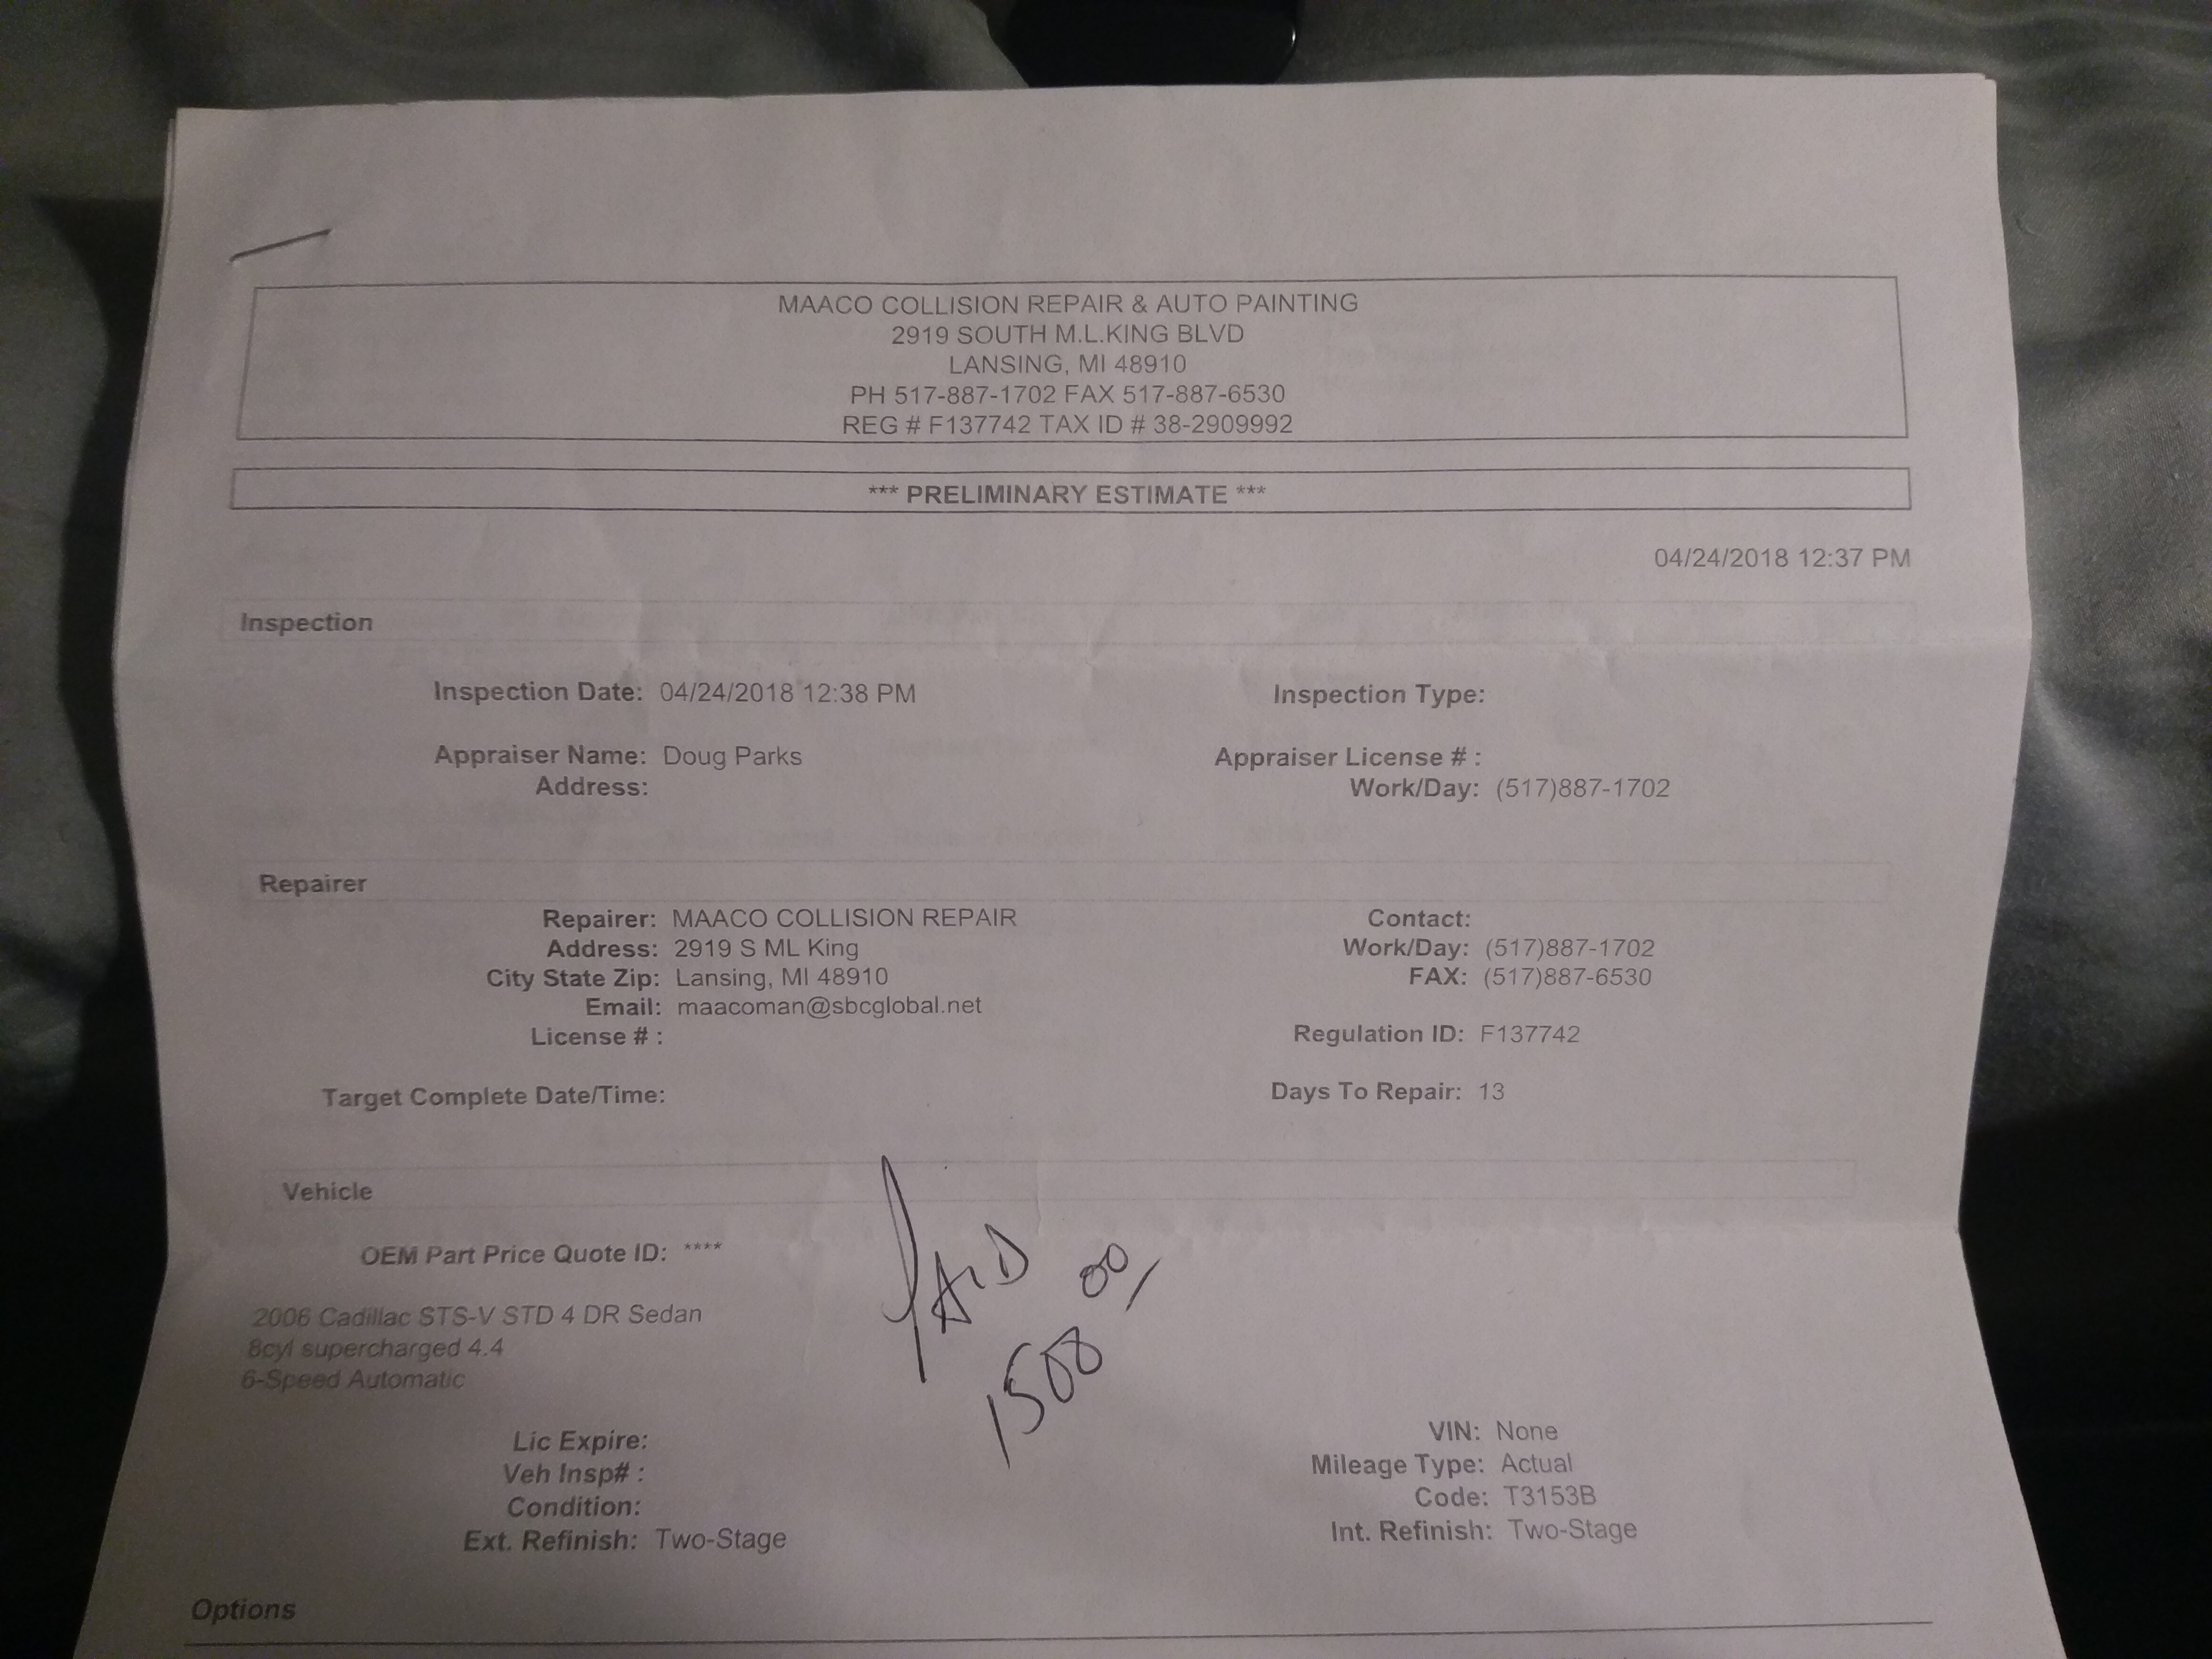 MAACO COLLISION REPAIR & AUTO PAINTING
2919 SOUTH M.L.KING BLVD
LANSING, MI 48910
PH 517-887-1702 FAX 517-887-6530
REG # F137742 TAX ID # 38-2909992
*** PRELIMINARY ESTIMATE ***
04/24/2018 12:37 PM
Inspection
Inspection Date: 04/24/2018 12:38 PM Inspection Type:
Appraiser Name: Doug Parks Appraiser License # :
Address: Work/Day: (517)887-1702
Repairer
Repairer: MAACO COLLISION REPAIR Contact:
Address: 2919 S ML King Work/Day: (517)887-1702
City State Zip: Lansing, MI 48910 FAX: (517)887-6530
Email: maacoman@sbcglobal.net
License # : Regulation ID: F137742
Target Complete Date/Time: Days To Repair: 13
Vehicle
OEM Part Price Quote ID: ****
PAID
1508 00
2006 Cadillac STS-V STD 4 DR Sedan
8cyl supercharged 4.4
6-Speed Automatic
Lic Expire: VIN: None
Veh Insp# : Mileage Type: Actual
Condition: Code: T3153B
Ext. Refinish: Two-Stage Int. Refinish: Two-Stage
Options